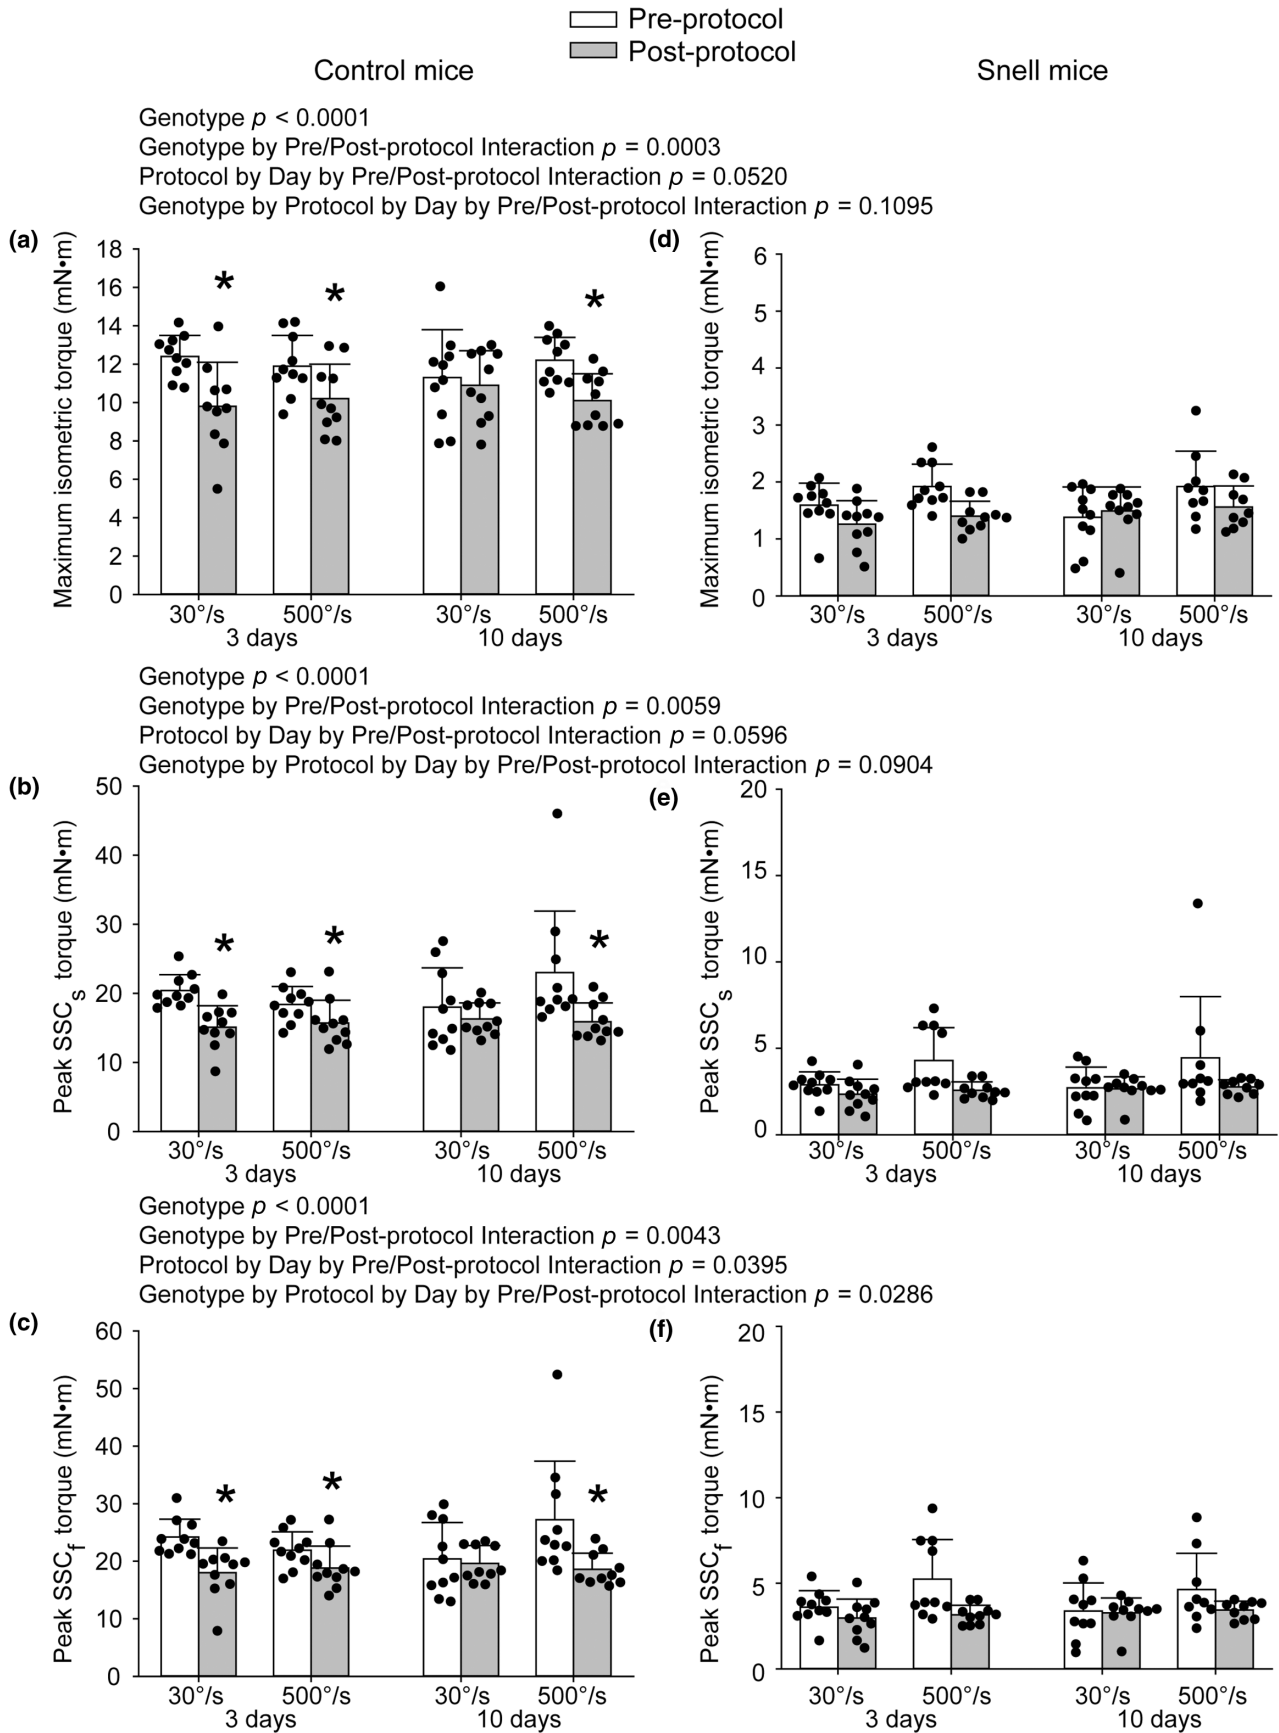 Pre-protocol
Post-protocol
Control mice
Snell mice
Genotype p < 0.0001
Genotype by Pre/Post-protocol Interaction p = 0.0003
Protocol by Day by Pre/Post-protocol Interaction p = 0.0520
Genotype by Protocol by Day by Pre/Post-protocol Interaction p = 0.1095
(a)
Maximum isometric torque (mN•m)
18
16
14
12
10
8
6
4
2
0
* * *
30°/s 500°/s 30°/s 500°/s
3 days 10 days
(d)
Maximum isometric torque (mN•m)
6
5
4
3
2
1
0
30°/s 500°/s 30°/s 500°/s
3 days 10 days
Genotype p < 0.0001
Genotype by Pre/Post-protocol Interaction p = 0.0059
Protocol by Day by Pre/Post-protocol Interaction p = 0.0596
Genotype by Protocol by Day by Pre/Post-protocol Interaction p = 0.0904
(b)
Peak SSCs torque (mN•m)
50
40
30
20
10
0
* * *
30°/s 500°/s 30°/s 500°/s
3 days 10 days
(e)
Peak SSCs torque (mN•m)
20
15
10
5
0
30°/s 500°/s 30°/s 500°/s
3 days 10 days
Genotype p < 0.0001
Genotype by Pre/Post-protocol Interaction p = 0.0043
Protocol by Day by Pre/Post-protocol Interaction p = 0.0395
Genotype by Protocol by Day by Pre/Post-protocol Interaction p = 0.0286
(c)
Peak SSCf torque (mN•m)
60
50
40
30
20
10
0
* * *
30°/s 500°/s 30°/s 500°/s
3 days 10 days
(f)
Peak SSCf torque (mN•m)
20
15
10
5
0
30°/s 500°/s 30°/s 500°/s
3 days 10 days